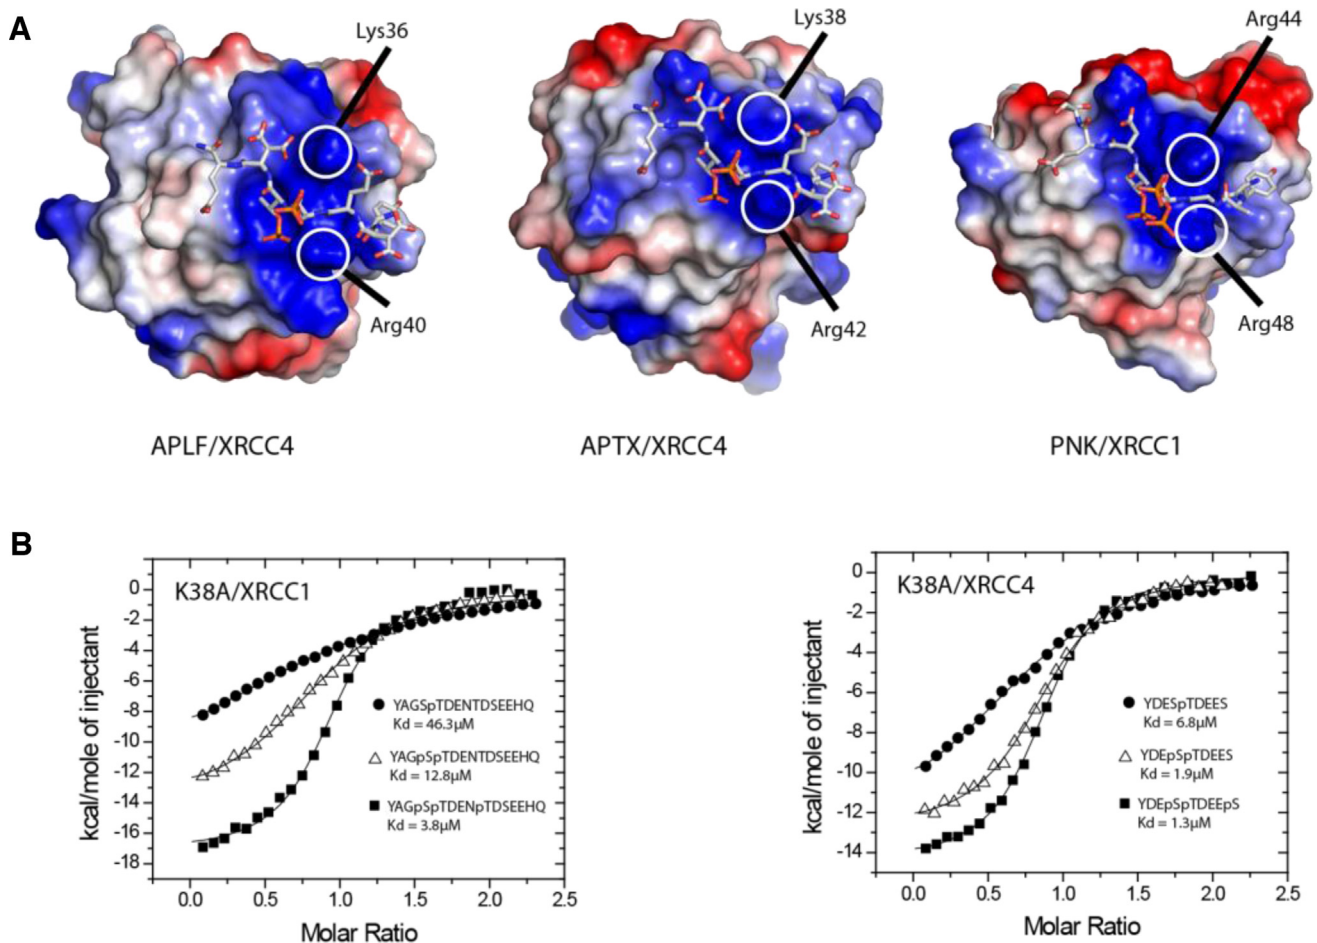 A
Lys36
Lys38
Arg44
Arg40
Arg42
Arg48
APLF/XRCC4
APTX/XRCC4
PNK/XRCC1
B
K38A/XRCC1
kcal/mole of injectant
0
-2
-4
-6
-8
-10
-12
-14
-16
-18
YAGSpTDENTDSEEHQ
Kd = 46.3μM
YAGpSpTDENTDSEEHQ
Kd = 12.8μM
YAGpSpTDENpTDSEEHQ
Kd = 3.8μM
0.0 0.5 1.0 1.5 2.0 2.5
Molar Ratio
K38A/XRCC4
kcal/mole of injectant
0
-2
-4
-6
-8
-10
-12
-14
YDESpTDEES
Kd = 6.8μM
YDEpSpTDEES
Kd = 1.9μM
YDEpSpTDEEpS
Kd = 1.3μM
0.0 0.5 1.0 1.5 2.0 2.5
Molar Ratio